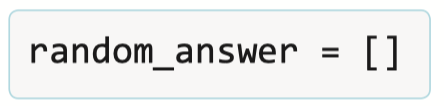 random_answer = []